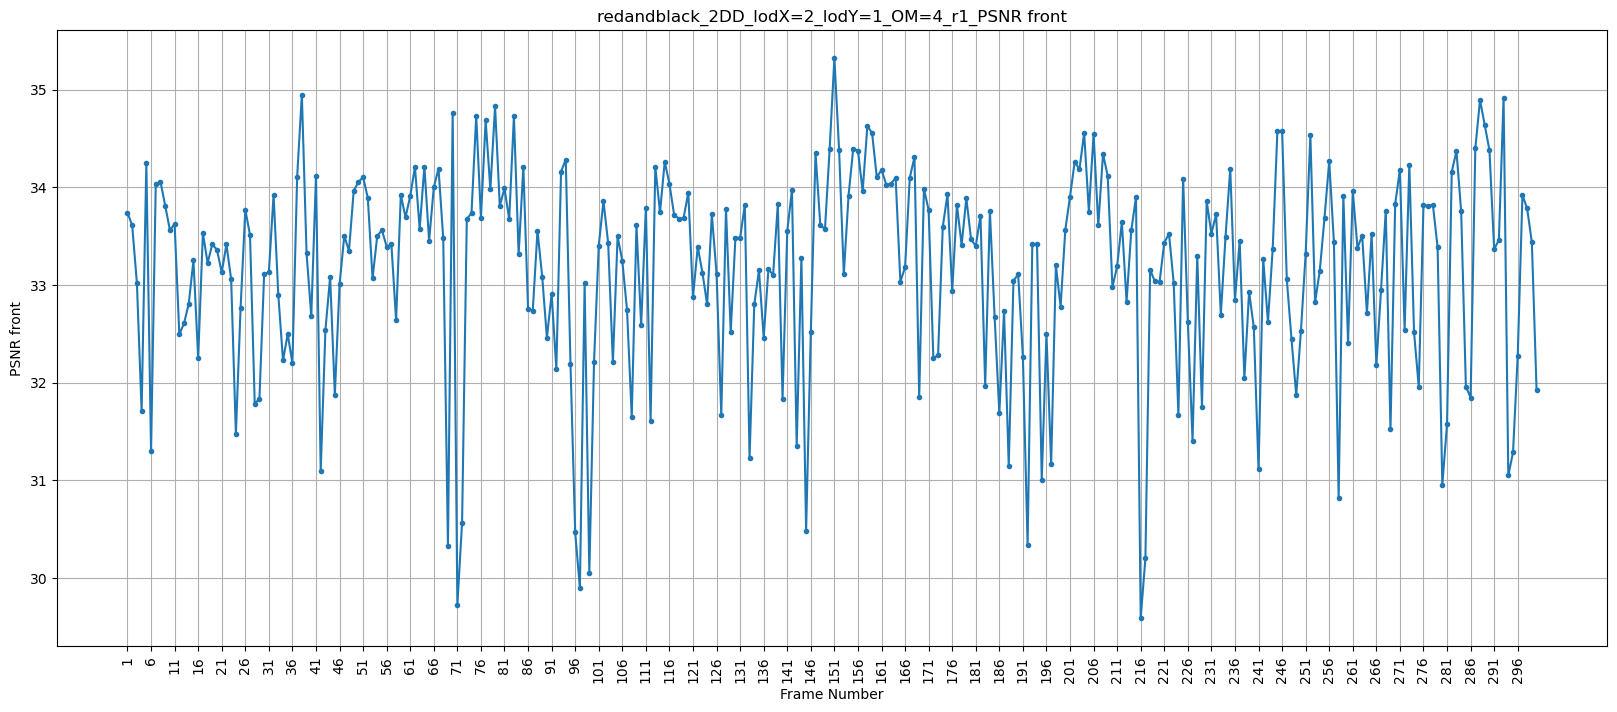 redandblack_2DD_lodX=2_lodY=1_OM=4_r1_PSNR front
PSNR front
35
34
33
32
31
30
1 6 11 16 21 26 31 36 41 46 51 56 61 66 71 76 81 86 91 96 101 106 111 116 121 126 131 136 141 146 151 156 161 166 171 176 181 186 191 196 201 206 211 216 221 226 231 236 241 246 251 256 261 266 271 276 281 286 291 296
Frame Number